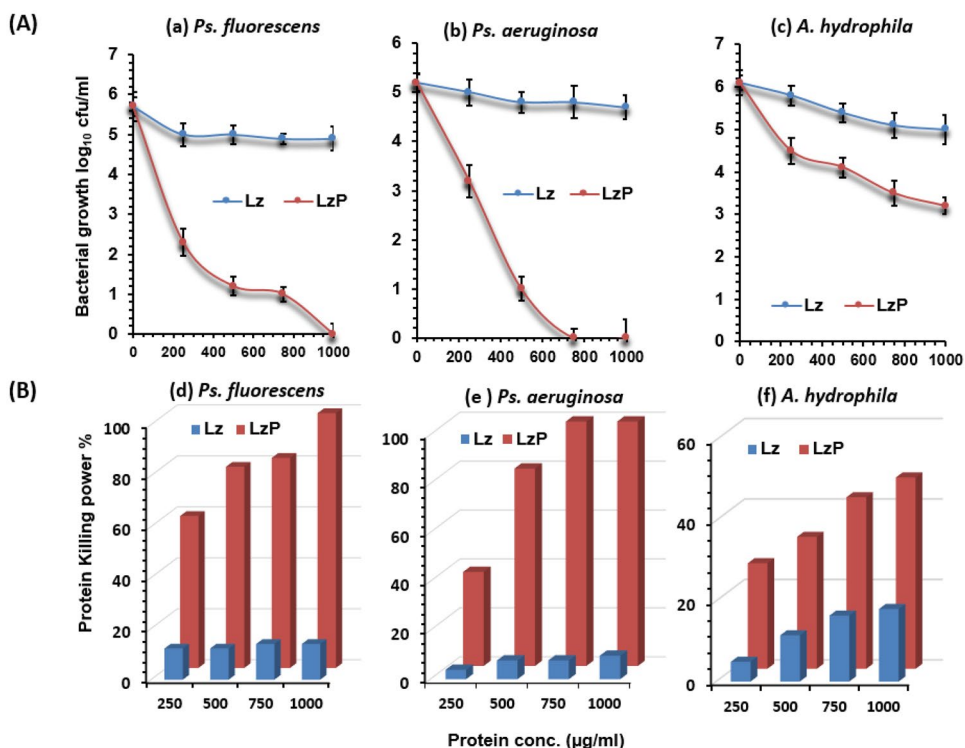 (A)
(a) Ps. fluorescens
(b) Ps. aeruginosa
(c) A. hydrophila
Bacterial growth log₁₀ cfu/ml
7
6
5
4
3
2
1
0
Lz LzP
0 200 400 600 800 1000
6
5
4
3
2
1
0
Lz LzP
0 200 400 600 800 1000
7
6
5
4
3
2
1
0
Lz LzP
0 200 400 600 800 1000
(B)
(d) Ps. fluorescens
(e ) Ps. aeruginosa
(f) A. hydrophila
Protein Killing power %
100
80
60
40
20
0
Lz LzP
250 500 750 1000
100
80
60
40
20
0
Lz LzP
250 500 750 1000
60
40
20
0
Lz LzP
250 500 750 1000
Protein conc. (µg/ml)